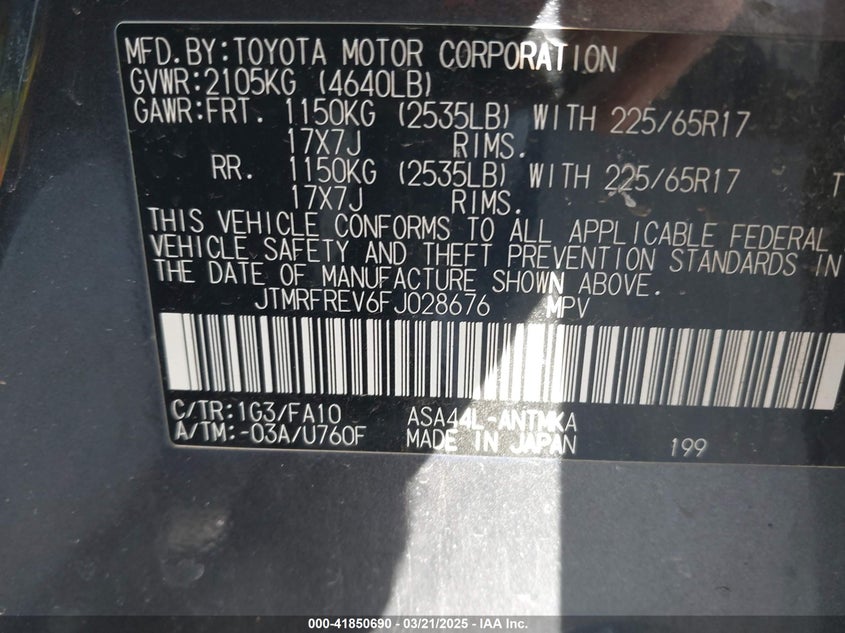 MFD. BY: TOYOTA MOTOR CORPORATION
GVWR: 2105KG (4640LB)
GAWR: FRT. 1150KG (2535LB) WITH 225/65R17
17X7J RIMS.
RR. 1150KG (2535LB) WITH 225/65R17 T
17X7J RIMS.
THIS VEHICLE CONFORMS TO ALL APPLICABLE FEDERAL
VEHICLE SAFETY AND THEFT PREVENTION STANDARDS IN
THE DATE OF MANUFACTURE SHOWN ABOVE.
JTMRFREV6FJ028676 MPV
C/TR: 1G3/FA10 ASA44L-ANTMKA
A/TM: -03A/U760F MADE IN JAPAN 199
000-41850690 - 03/21/2025 - IAA Inc.